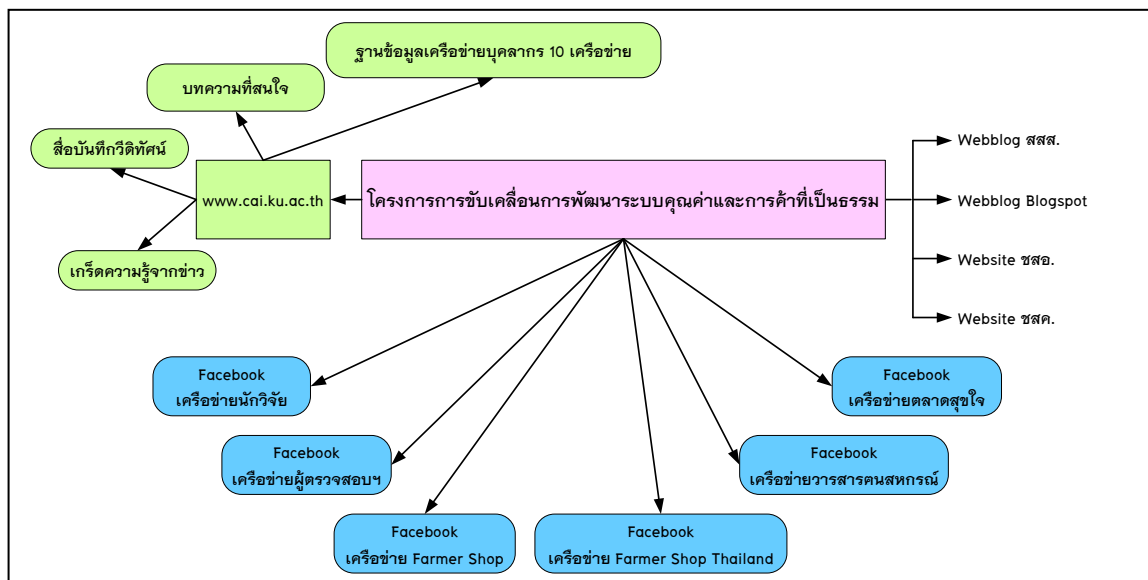 ฐานข้อมูลเครือข่ายบุคลากร 10 เครือข่าย
บทความที่สนใจ
สื่อบันทึกวีดิทัศน์
www.cai.ku.ac.th
เกร็ดความรู้จากข่าว
โครงการการขับเคลื่อนการพัฒนาระบบคุณค่าและการค้าที่เป็นธรรม
Webblog สสส.
Webblog Blogspot
Website ชสอ.
Website ชสค.
Facebook
เครือข่ายนักวิจัย
Facebook
เครือข่ายตลาดสุขใจ
Facebook
เครือข่ายผู้ตรวจสอบฯ
Facebook
เครือข่ายวารสารฅนสหกรณ์
Facebook
เครือข่าย Farmer Shop
Facebook
เครือข่าย Farmer Shop Thailand